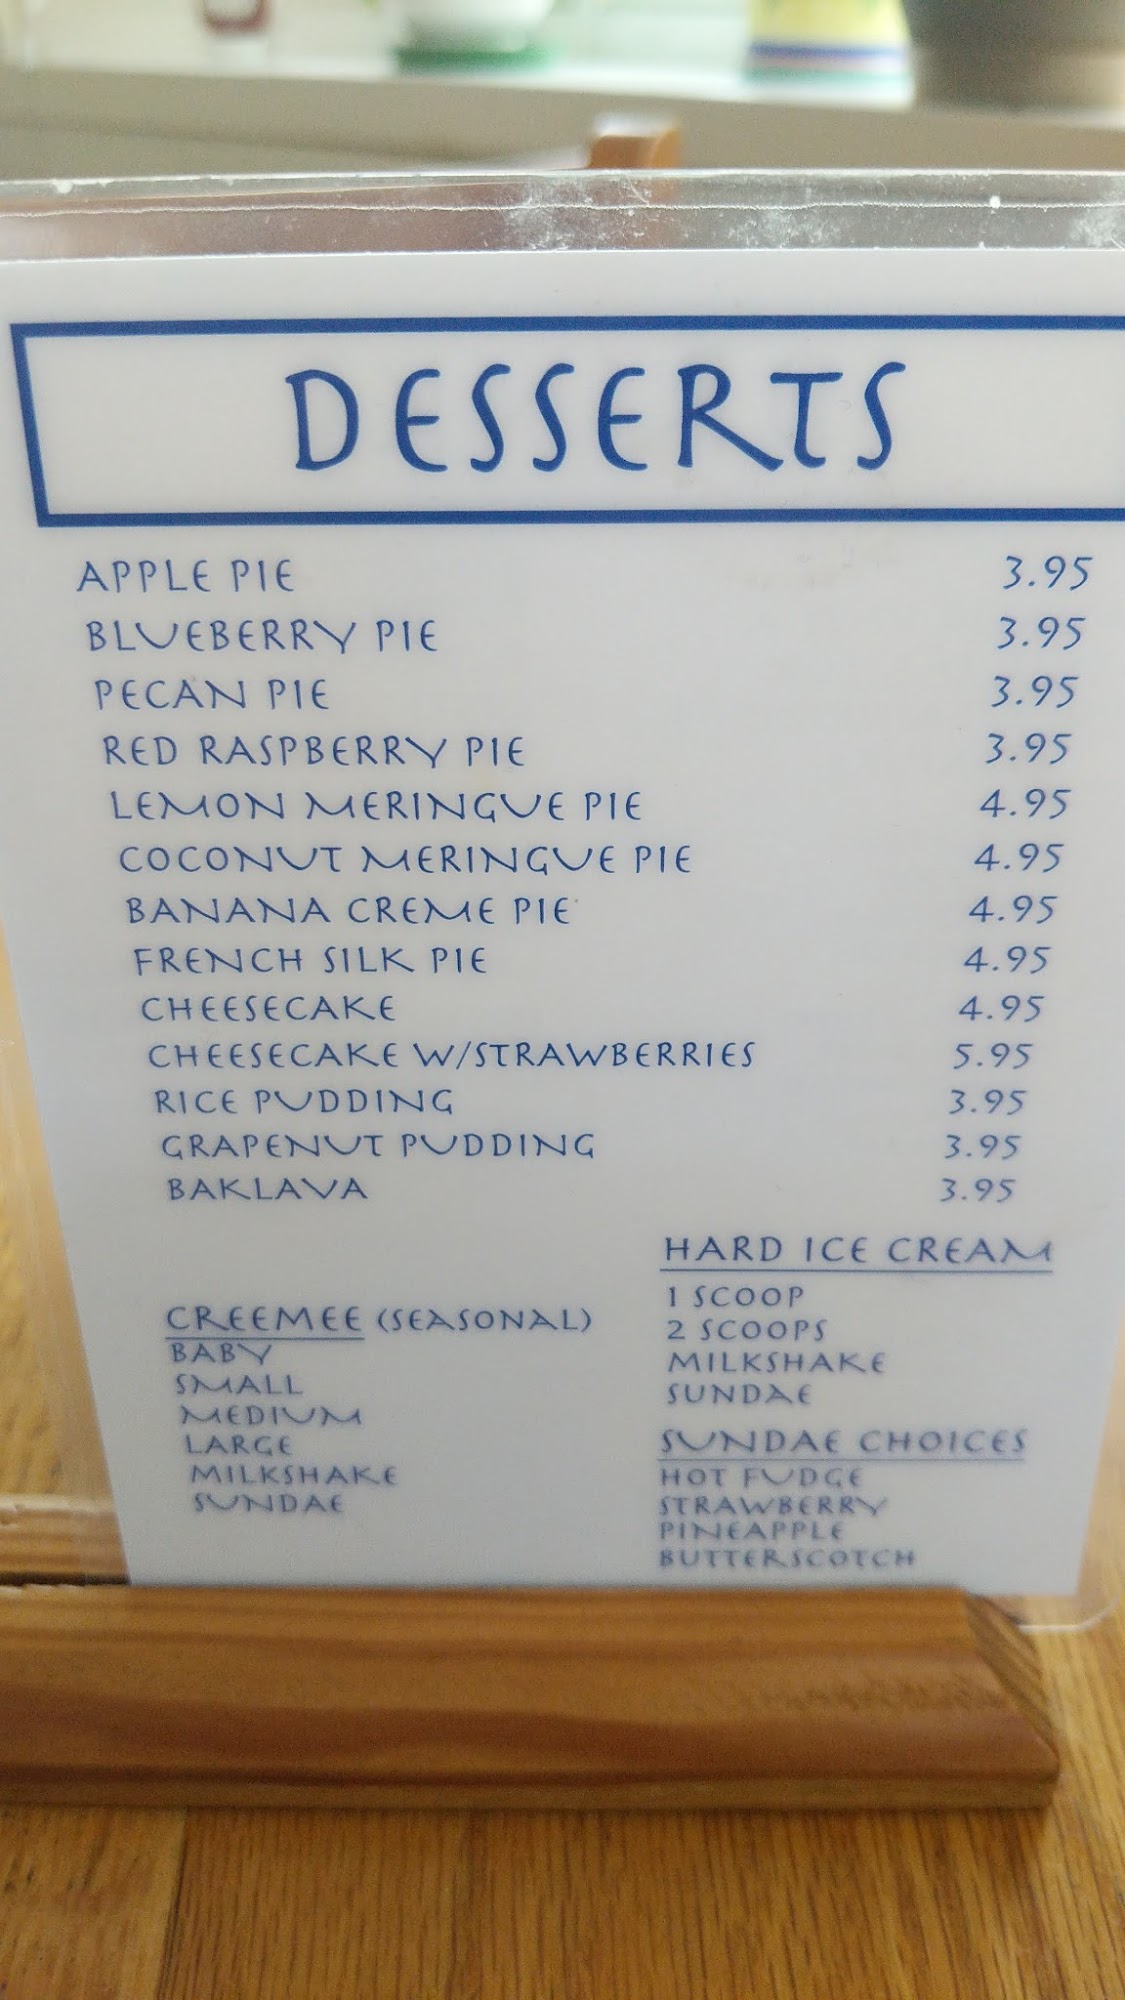 DESSERTS
APPLE PIE 3.95
BLUEBERRY PIE 3.95
PECAN PIE 3.95
RED RASPBERRY PIE 3.95
LEMON MERINGUE PIE 4.95
COCONUT MERINGUE PIE 4.95
BANANA CREME PIE 4.95
FRENCH SILK PIE 4.95
CHEESECAKE 4.95
CHEESECAKE W/STRAWBERRIES 5.95
RICE PUDDING 3.95
GRAPENUT PUDDING 3.95
BAKLAVA 3.95
CREEMEE (SEASONAL)
BABY
SMALL
MEDIUM
LARGE
MILKSHAKE
SUNDAE
HARD ICE CREAM
1 SCOOP
2 SCOOPS
MILKSHAKE
SUNDAE
SUNDAE CHOICES
HOT FUDGE
STRAWBERRY
PINEAPPLE
BUTTERSCOTCH